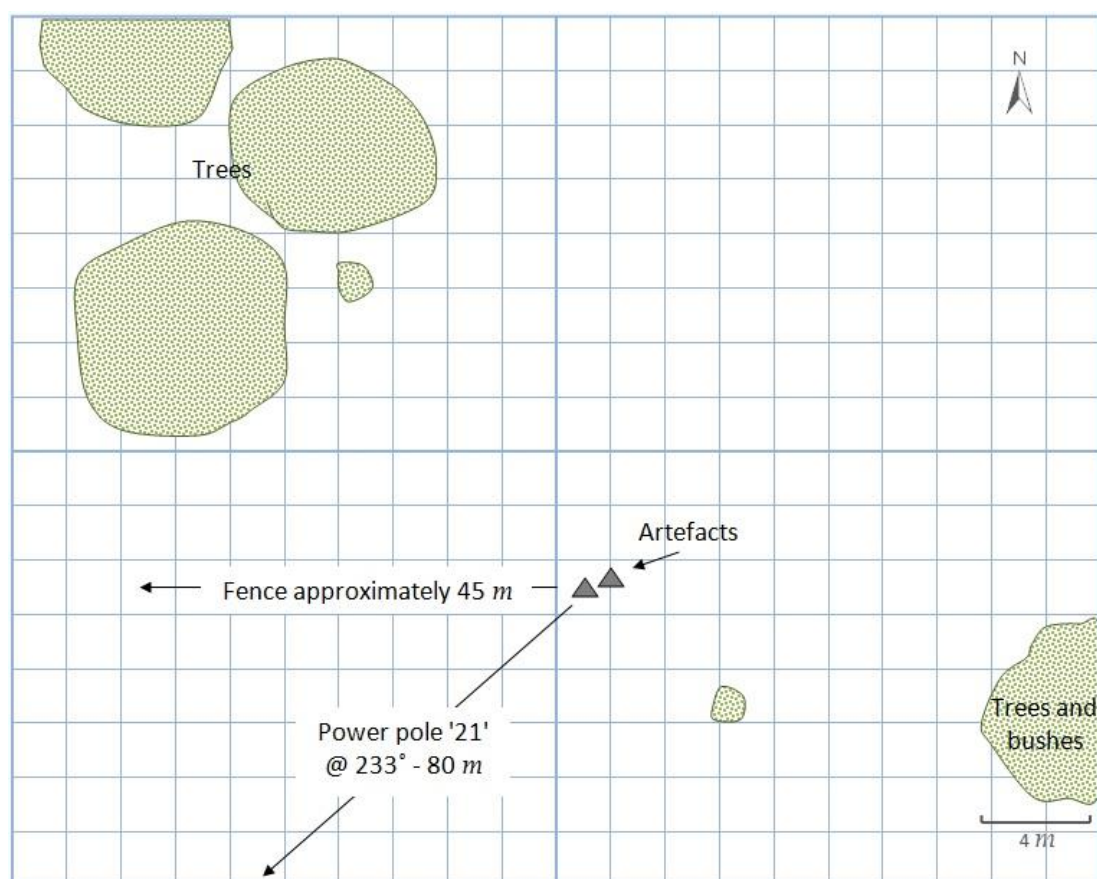 N
Trees
Artefacts
Fence approximately 45 m
Power pole '21'
@ 233° - 80 m
Trees and
bushes
4 m